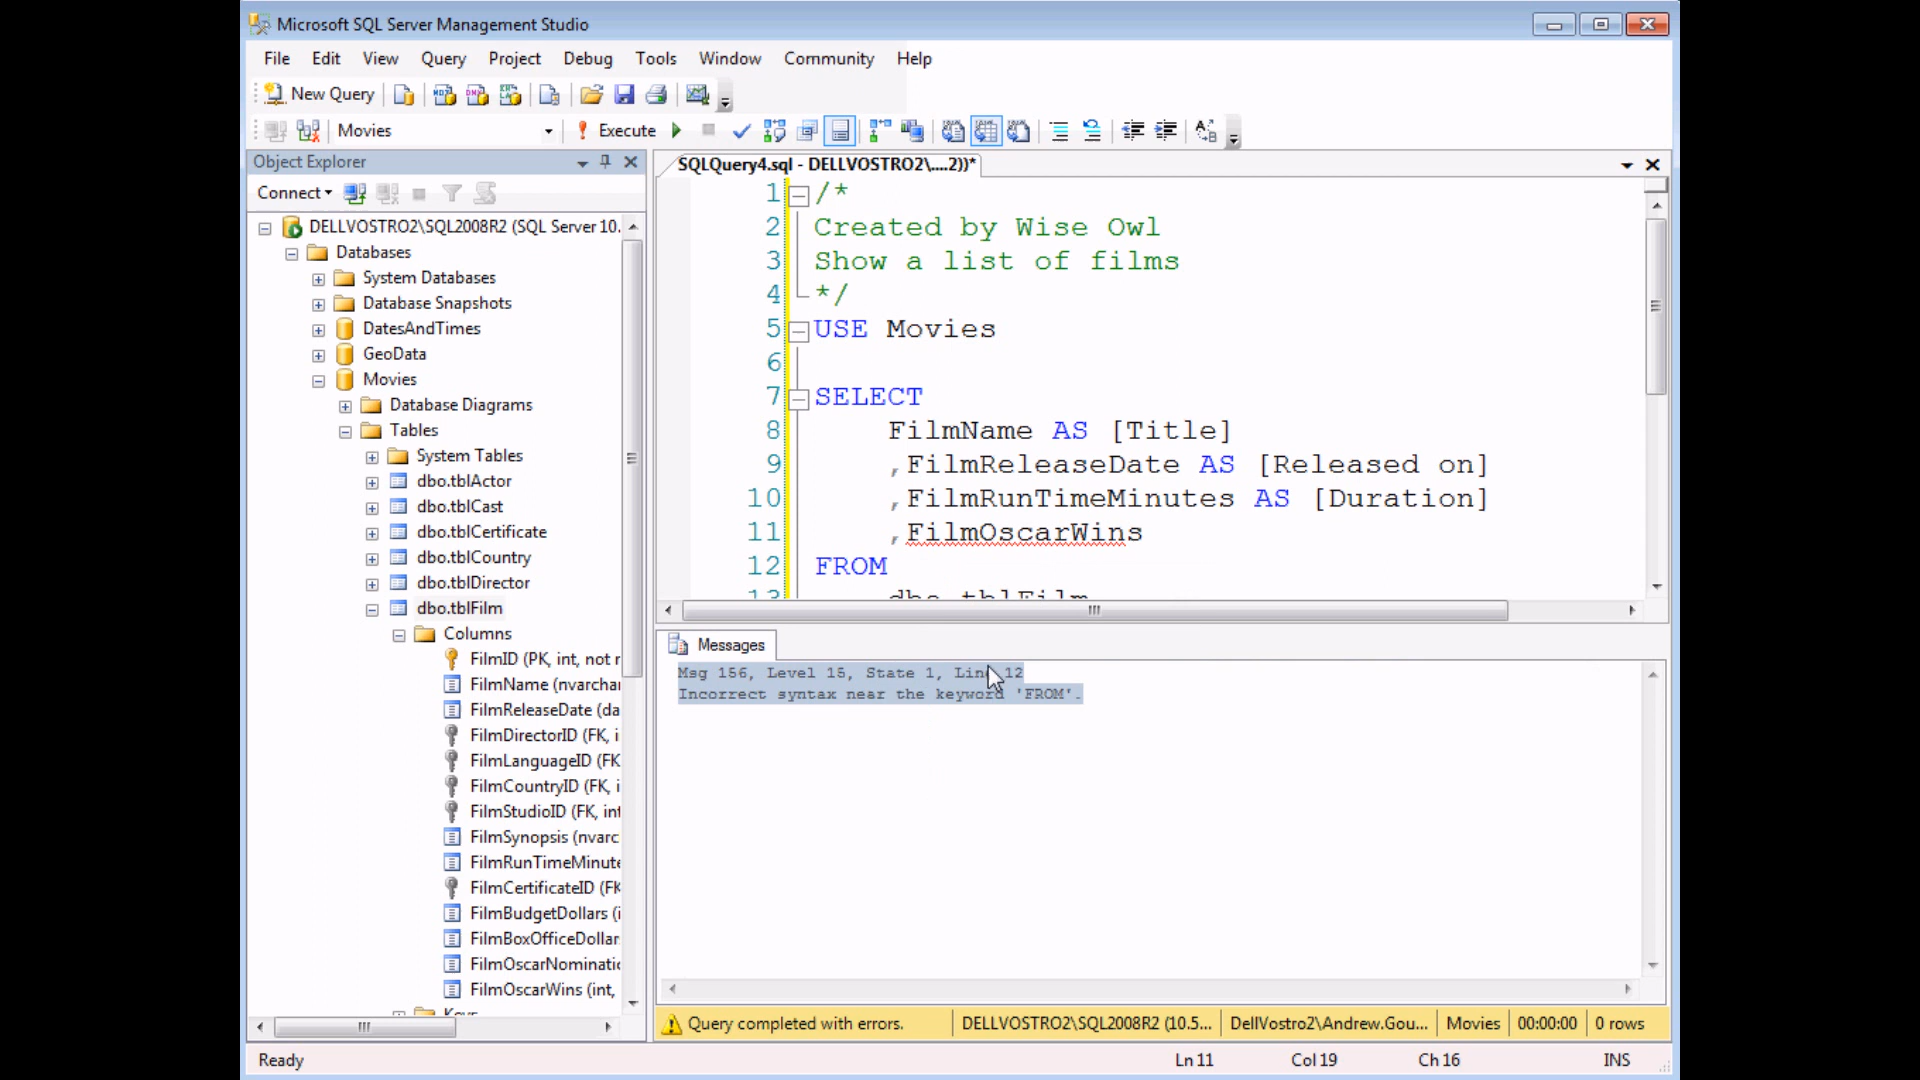 Microsoft SQL Server Management Studio
File Edit View Query Project Debug Tools Window Community Help
New Query
Movies Execute
Object Explorer
SQLQuery4.sql - DELLVOSTRO2\....2))*
Connect
DELLVOSTRO2\SQL2008R2 (SQL Server 10.
Databases
System Databases
Database Snapshots
DatesAndTimes
GeoData
Movies
Database Diagrams
Tables
System Tables
dbo.tblActor
dbo.tblCast
dbo.tblCertificate
dbo.tblCountry
dbo.tblDirector
dbo.tblFilm
Columns
FilmID (PK, int, not r
FilmName (nvarchar
FilmReleaseDate (da
FilmDirectorID (FK, i
FilmLanguageID (FK
FilmCountryID (FK, i
FilmStudioID (FK, int
FilmSynopsis (nvarc
FilmRunTimeMinute
FilmCertificateID (FK
FilmBudgetDollars (i
FilmBoxOfficeDollar
FilmOscarNominatio
FilmOscarWins (int,
Keys
1 /*
2 Created by Wise Owl
3 Show a list of films
4 */
5 USE Movies
6
7 SELECT
8 FilmName AS [Title]
9 ,FilmReleaseDate AS [Released on]
10 ,FilmRunTimeMinutes AS [Duration]
11 ,FilmOscarWins
12 FROM
13 dbo.tblFilm
Messages
Msg 156, Level 15, State 1, Line 12
Incorrect syntax near the keyword 'FROM'.
Query completed with errors. DELLVOSTRO2\SQL2008R2 (10.5... DellVostro2\Andrew.Gou... Movies 00:00:00 0 rows
Ready Ln 11 Col 19 Ch 16 INS